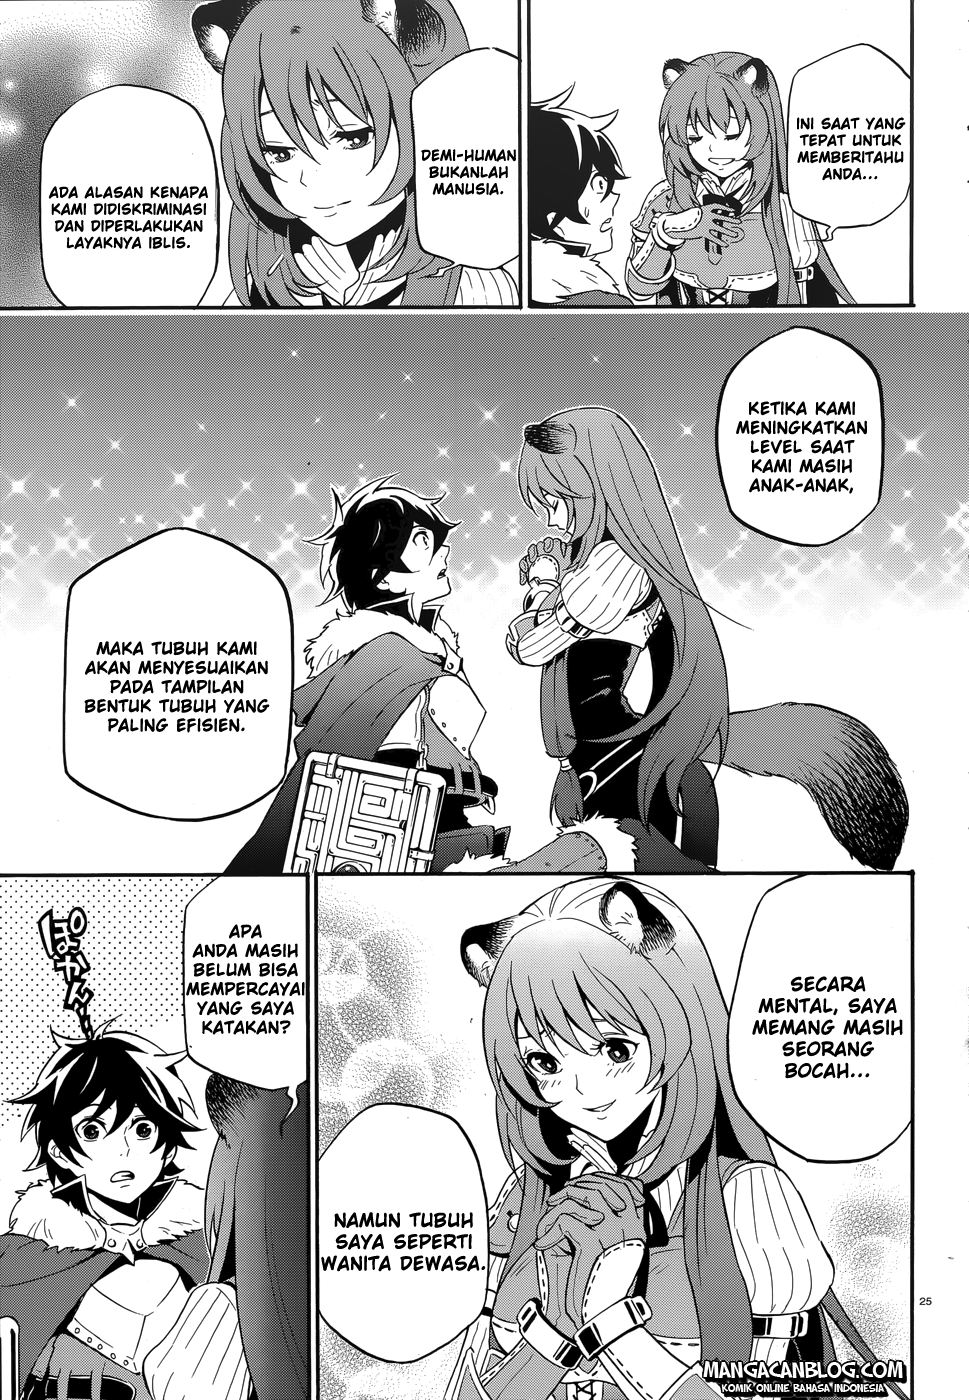 INI SAAT YANG
TEPAT UNTUK
MEMBERITAHU
ANDA...
DEMI-HUMAN
BUKANLAH
MANUSIA.
ADA ALASAN KENAPA
KAMI DIDISKRIMINASI
DAN DIPERLAKUKAN
LAYAKNYA IBLIS.
KETIKA KAMI
MENINGKATKAN
LEVEL SAAT
KAMI MASIH
ANAK-ANAK,
MAKA TUBUH KAMI
AKAN MENYESUAIKAN
PADA TAMPILAN
BENTUK TUBUH YANG
PALING EFISIEN.
SECARA
MENTAL, SAYA
MEMANG MASIH
SEORANG
BOCAH...
NAMUN TUBUH
SAYA SEPERTI
WANITA DEWASA.
APA
ANDA MASIH
BELUM BISA
MEMPERCAYAI
YANG SAYA
KATAKAN?
25
MANGACANBLOG.COM
KOMIK ONLINE BAHASA INDONESIA